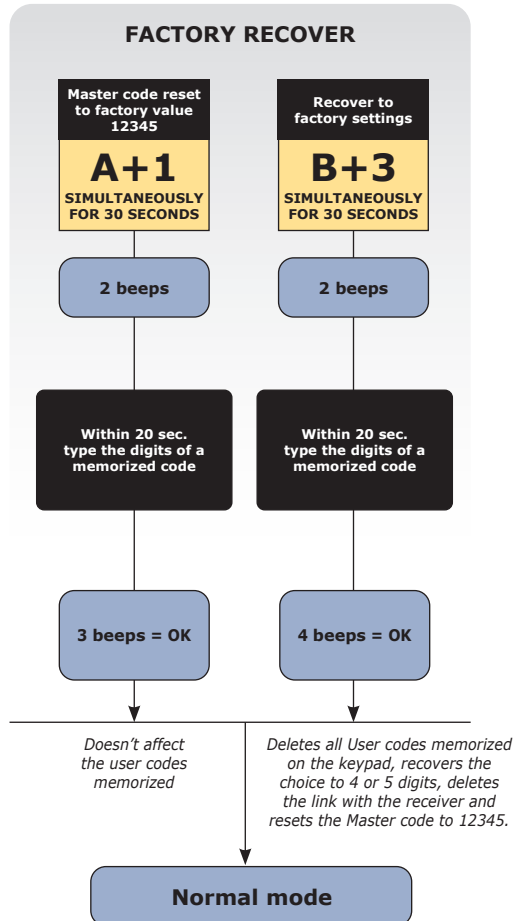 FACTORY RECOVER
Master code reset
to factory value
12345
A+1
SIMULTANEOUSLY
FOR 30 SECONDS
2 beeps
Within 20 sec.
type the digits of a
memorized code
3 beeps = OK
Doesn't affect
the user codes
memorized
Recover to
factory settings
B+3
SIMULTANEOUSLY
FOR 30 SECONDS
2 beeps
Within 20 sec.
type the digits of a
memorized code
4 beeps = OK
Deletes all User codes memorized
on the keypad, recovers the
choice to 4 or 5 digits, deletes
the link with the receiver and
resets the Master code to 12345.
Normal mode